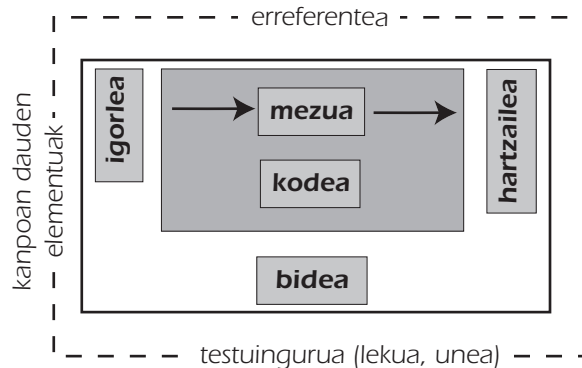 erreferentea
kanpoan dauden
elementuak
igorlea
mezua
hartzailea
kodea
bidea
testuingurua (lekua, unea)